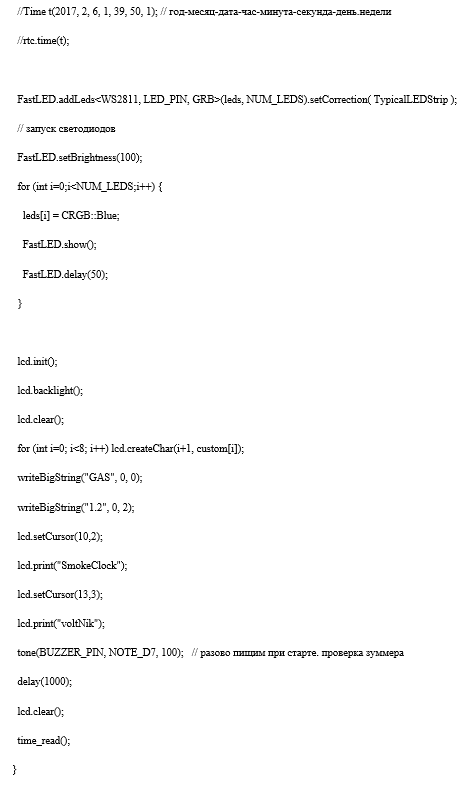 //Time t(2017, 2, 6, 1, 39, 50, 1); // год-месяц-дата-час-минута-секунда-день.недели
//rtc.time(t);
FastLED.addLeds<WS2811, LED_PIN, GRB>(leds, NUM_LEDS).setCorrection( TypicalLEDStrip );
// запуск светодиодов
FastLED.setBrightness(100);
for (int i=0;i<NUM_LEDS;i++) {
leds[i] = CRGB::Blue;
FastLED.show();
FastLED.delay(50);
}
lcd.init();
lcd.backlight();
lcd.clear();
for (int i=0; i<8; i++) lcd.createChar(i+1, custom[i]);
writeBigString("GAS", 0, 0);
writeBigString("1.2", 0, 2);
lcd.setCursor(10,2);
lcd.print("SmokeClock");
lcd.setCursor(13,3);
lcd.print("voltNik");
tone(BUZZER_PIN, NOTE_D7, 100); // разово пищим при старте. проверка зуммера
delay(1000);
lcd.clear();
time_read();
}